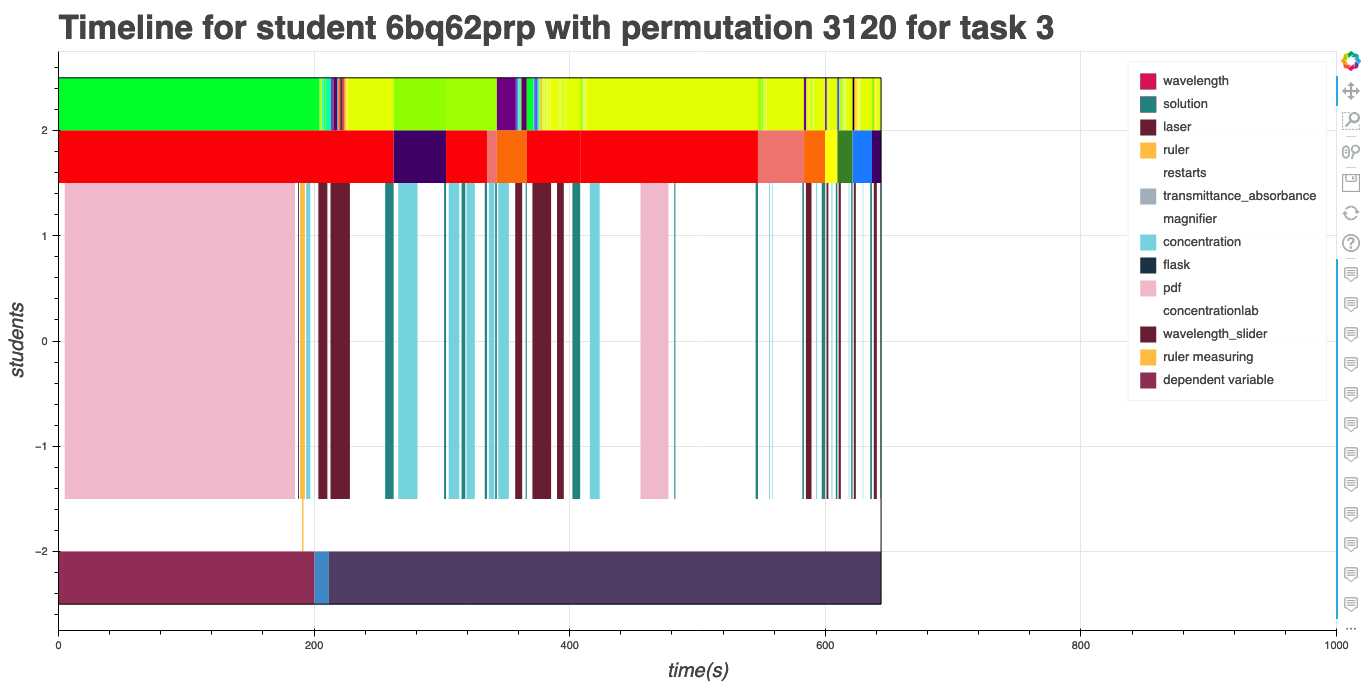 Timeline for student 6bq62prp with permutation 3120 for task 3
wavelength
solution
laser
ruler
restarts
transmittance_absorbance
magnifier
concentration
flask
pdf
concentrationlab
wavelength_slider
ruler measuring
dependent variable
students
2
1
0
−1
−2
0
200
400
600
800
1000
time(s)